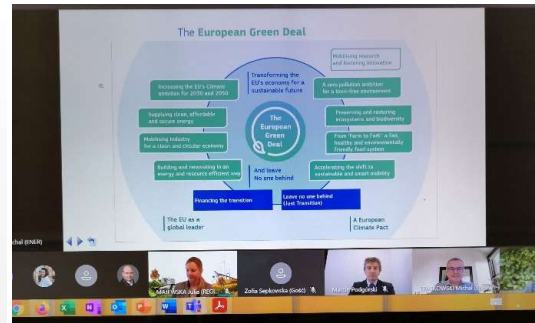 The European Green Deal
Mobilising research
and fostering innovation
Transforming the
EU's economy for a
sustainable future
Increasing the EU's Climate
ambition for 2030 and 2050
A zero pollution ambition
for a toxic-free environment
Supplying clean, affordable
and secure energy
Preserving and restoring
ecosystems and biodiversity
The
European
Green
Deal
Mobilising industry
for a clean and circular economy
From 'Farm to Fork': a fair,
healthy and environmentally
friendly food system
Building and renovating in an
energy and resource efficient way
And leave
No one behind
Accelerating the shift to
sustainable and smart mobility
Financing the transition
Leave no one behind
(Just Transition)
The EU as a
global leader
A European
Climate Pact
(ENER)
Julia (REGI
Zofia Sepkowska (Gość)
Marcin Podgórski
Michal